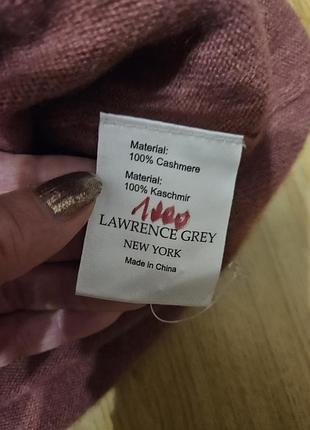 Material:
100% Cashmere
Material:
100% Kaschmir
LAWRENCE GREY
NEW YORK
Made in China